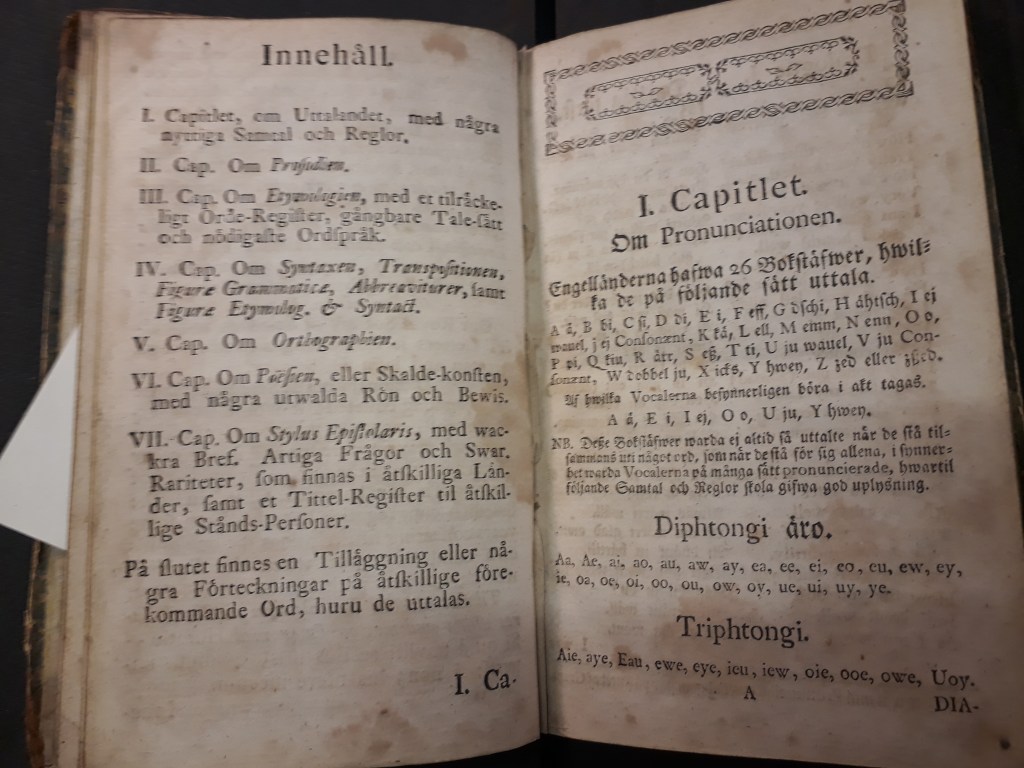 Innehåll.
I. Capitlet, om Uttalandet, med några
nyttiga Samtal och Reglor.
II. Cap. Om Proſodien.
III. Cap. Om Etymologien, med et tilräcke-
ligt Orde-Regiſter, gångbare Tale-ſätt
och nödigaſte Ordſpråk.
IV. Cap. Om Syntaxen, Transpoſitionen,
Figuræ Grammaticæ, Abbreviaturer, ſamt
Figuræ Etymolog. & Syntact.
V. Cap. Om Orthographien.
VI. Cap. Om Poëſien, eller Skalde-konſten,
med några utwalda Rön och Bewis.
VII. Cap. Om Stylus Epiſtolaris, med wac-
kra Bref. Artiga Frågor och Swar.
Rariteter, ſom finnas i åtſkilliga Län-
der, ſamt et Tittel-Regiſter til åtſkil-
lige Stånds-Perſoner.
På ſlutet finnes en Tilläggning eller nå-
gra Förteckningar på åtſkillige före-
kommande Ord, huru de uttalas.
I. Ca-
I. Capitlet.
Om Pronunciationen.
Engelländerna hafwa 26 Bokſtäfwer, hwil-
ka de på följande ſätt uttala.
A ä, B bi, C ſi, D di, E i, F eff, G dſchi, H ähtſch, I ej
wauel, j ej Conſonænt, K kä, L ell, M emm, N enn, O o,
P pi, Q kiu, R ärr, S eß, T ti, U ju wauel, V ju Con-
ſonænt, W dobbel ju, X icks, Y hwey, Z zed eller
Af hwilka Vocalerna beſynnerligen böra i akt tagas.
A ä, E i, I ej, O o, U ju, Y hwey.
NB. Deße Bokſtäfwer warda ej altid ſå uttalte när de ſtå til-
ſammans uti något ord, ſom när de ſtå för ſig allena, i ſynner-
het warda Vocalerna på många ſätt pronuncierade, hwartil
följande Samtal och Reglor ſkola gifwa god uplysning.
Diphtongi äro.
Aa, Ae, ai, ao, au, aw, ay, ea, ee, ei, eo, eu, ew, ey,
ie, oa, oe, oi, oo, ou, ow, oy, ue, ui, uy, ye.
Triphtongi.
Aie, aye, Eau, ewe, eye, ieu, iew, oie, ooe, owe, Uoy.
A
DIA-